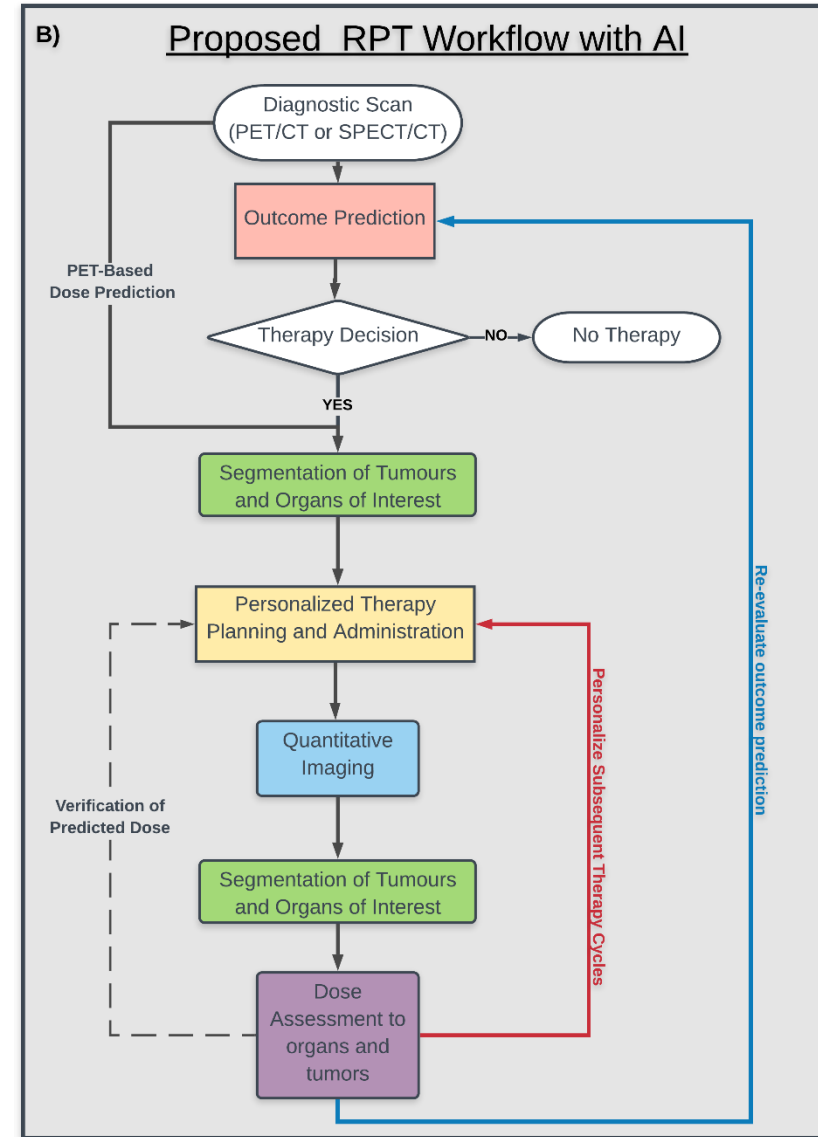 B)
Proposed RPT Workflow with AI
Diagnostic Scan
(PET/CT or SPECT/CT)
Outcome Prediction
PET-Based
Dose Prediction
Therapy Decision
NO
No Therapy
YES
Segmentation of Tumours
and Organs of Interest
Personalized Therapy
Planning and Administration
Re-evaluate outcome prediction
Personalize Subsequent Therapy Cycles
Quantitative
Imaging
Verification of
Predicted Dose
Segmentation of Tumours
and Organs of Interest
Dose
Assessment to
organs and
tumors